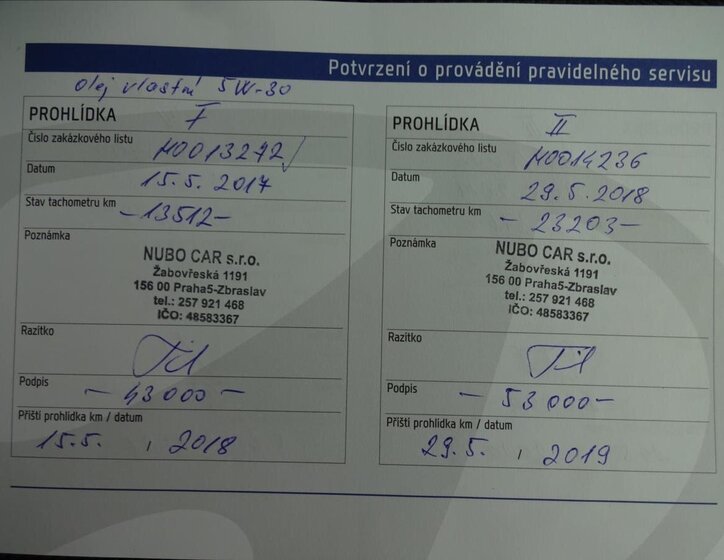 Potvrzení o provádění pravidelného servisu
olej vlastní 5W-30
PROHLÍDKA I
Číslo zakázkového listu
M0013272
Datum
15.5. 2017
Stav tachometru km
-13512-
Poznámka
NUBO CAR s.r.o.
Žabovřeská 1191
156 00 Praha5-Zbraslav
tel.: 257 921 468
IČO: 48583367
Razítko
Podpis
- 43000 -
Příští prohlídka km / datum
15.5. , 2018
PROHLÍDKA II
Číslo zakázkového listu
M0014236
Datum
29.5. 2018
Stav tachometru km
- 23203 -
Poznámka
NUBO CAR s.r.o.
Žabovřeská 1191
156 00 Praha5-Zbraslav
tel.: 257 921 468
IČO: 48583367
Razítko
Podpis
- 53000 -
Příští prohlídka km / datum
29.5. , 2019